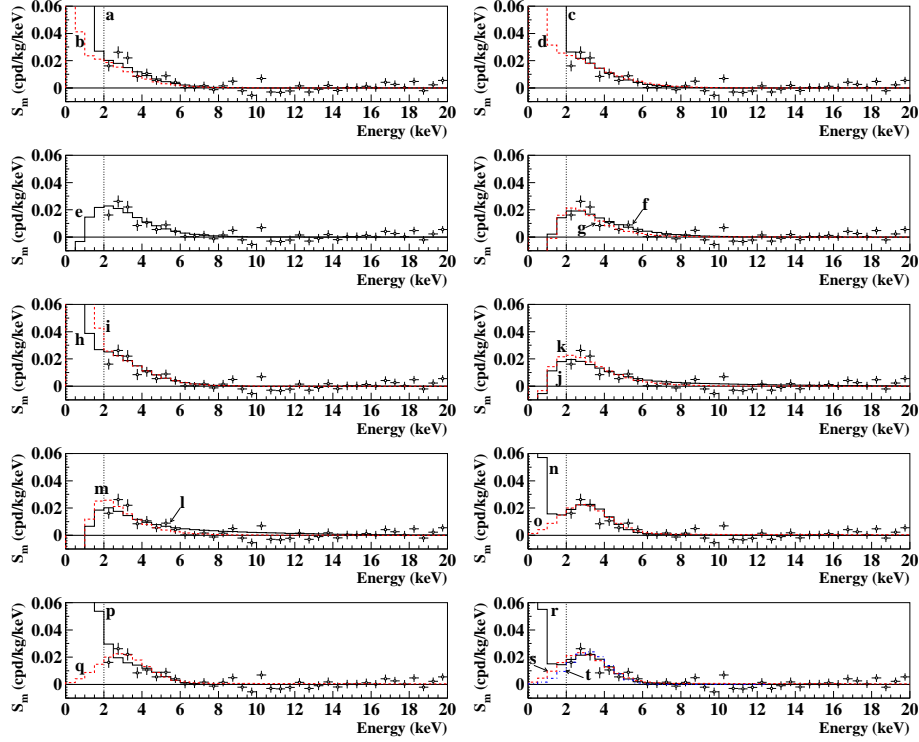 S_m (cpd/kg/keV)
0.06
0.04
0.02
0
a
b
0 2 4 6 8 10 12 14 16 18 20
Energy (keV)
S_m (cpd/kg/keV)
0.06
0.04
0.02
0
c
d
0 2 4 6 8 10 12 14 16 18 20
Energy (keV)
S_m (cpd/kg/keV)
0.06
0.04
0.02
0
e
0 2 4 6 8 10 12 14 16 18 20
Energy (keV)
S_m (cpd/kg/keV)
0.06
0.04
0.02
0
f
g
0 2 4 6 8 10 12 14 16 18 20
Energy (keV)
S_m (cpd/kg/keV)
0.06
0.04
0.02
0
h
i
0 2 4 6 8 10 12 14 16 18 20
Energy (keV)
S_m (cpd/kg/keV)
0.06
0.04
0.02
0
k
j
0 2 4 6 8 10 12 14 16 18 20
Energy (keV)
S_m (cpd/kg/keV)
0.06
0.04
0.02
0
m
l
0 2 4 6 8 10 12 14 16 18 20
Energy (keV)
S_m (cpd/kg/keV)
0.06
0.04
0.02
0
n
o
0 2 4 6 8 10 12 14 16 18 20
Energy (keV)
S_m (cpd/kg/keV)
0.06
0.04
0.02
0
p
q
0 2 4 6 8 10 12 14 16 18 20
Energy (keV)
S_m (cpd/kg/keV)
0.06
0.04
0.02
0
r
s
t
0 2 4 6 8 10 12 14 16 18 20
Energy (keV)